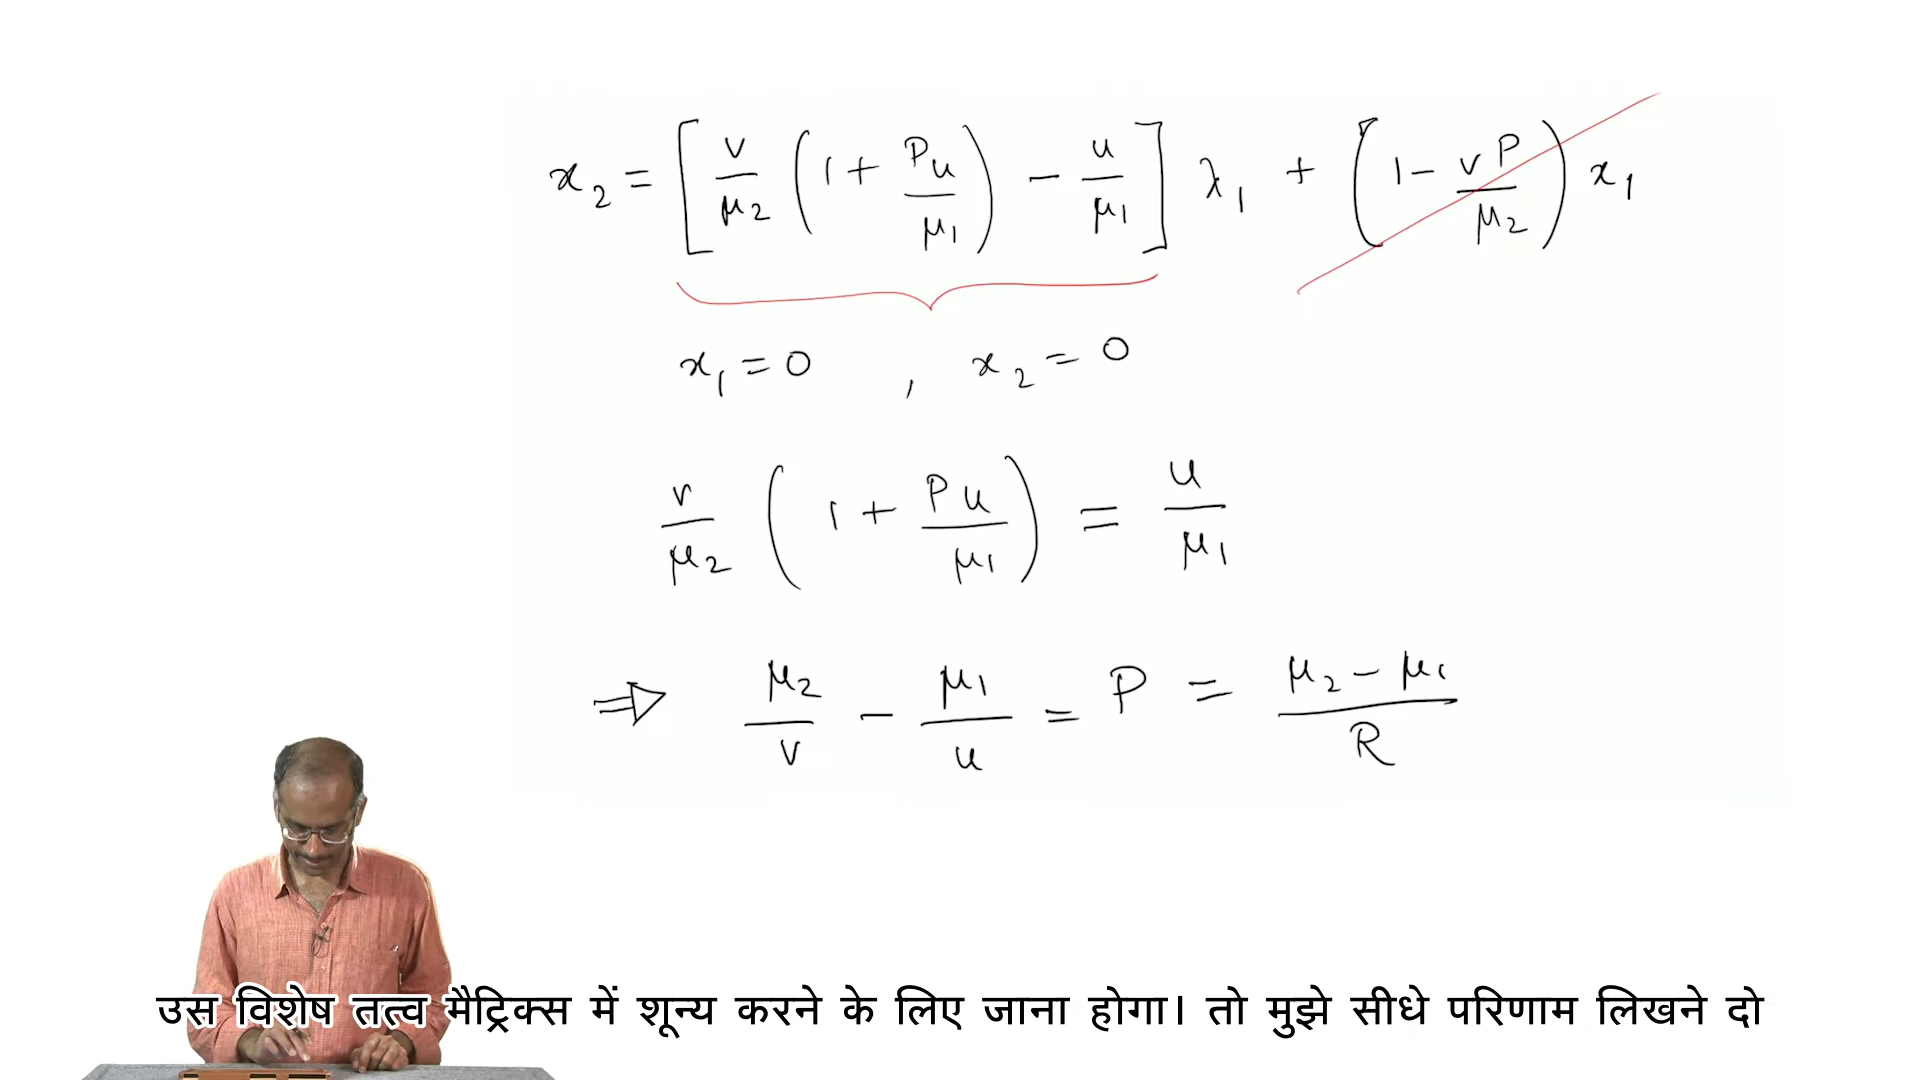 x₂ = [ v/μ₂ ( 1 + Pu/μ₁ ) − u/μ₁ ] λ₁ + ( 1 − vP/μ₂ ) x₁
x₁ = 0 , x₂ = 0
v/μ₂ ( 1 + Pu/μ₁ ) = u/μ₁
⇒ μ₂/v − μ₁/u = P = (μ₂ − μ₁)/R
उस विशेष तत्व मैट्रिक्स में शून्य करने के लिए जाना होगा। तो मुझे सीधे परिणाम लिखने दो